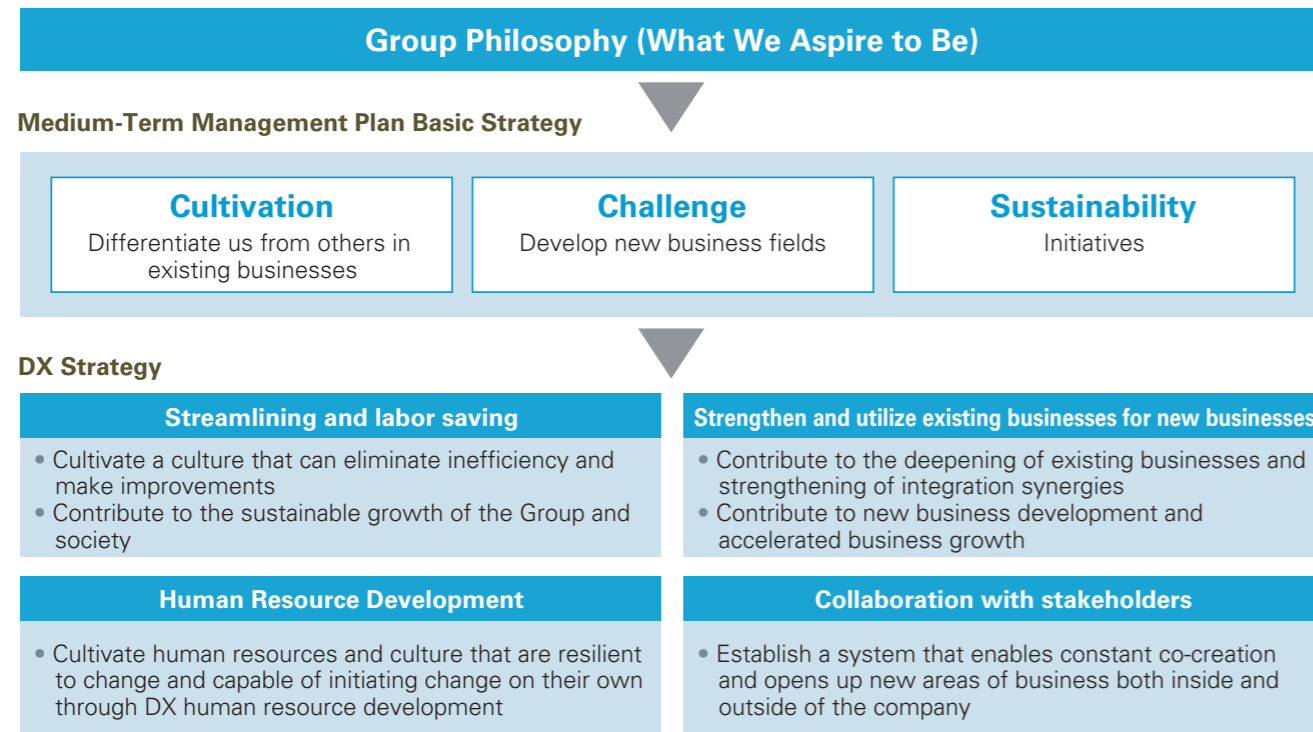 Group Philosophy (What We Aspire to Be)
Medium-Term Management Plan Basic Strategy
Cultivation
Differentiate us from others in
existing businesses
Challenge
Develop new business fields
Sustainability
Initiatives
DX Strategy
Streamlining and labor saving
• Cultivate a culture that can eliminate inefficiency and
make improvements
• Contribute to the sustainable growth of the Group and
society
Strengthen and utilize existing businesses for new businesses
• Contribute to the deepening of existing businesses and
strengthening of integration synergies
• Contribute to new business development and
accelerated business growth
Human Resource Development
• Cultivate human resources and culture that are resilient
to change and capable of initiating change on their own
through DX human resource development
Collaboration with stakeholders
• Establish a system that enables constant co-creation
and opens up new areas of business both inside and
outside of the company